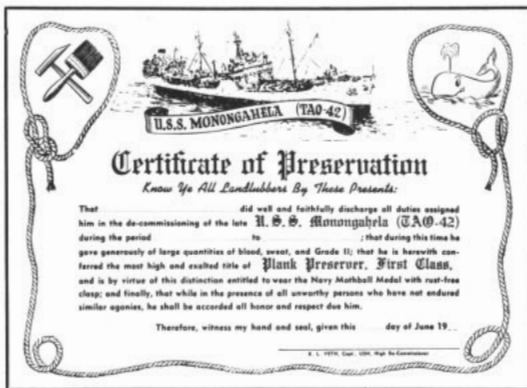 U.S.S. MONONGAHELA (TAO-42)
Certificate of Preservation
Know Ye All Landlubbers By These Presents:
That did well and faithfully discharge all duties assigned
him in the de-commissioning of the late U. S. S. Monongahela (TAO-42)
during the period to ; that during this time he
gave generously of large quantities of blood, sweat, and Grade II; that he is herewith con-
ferred the most high and exalted title of Plank Preserver, First Class,
and is by virtue of this distinction entitled to wear the Navy Mothball Medal with rust-free
clasp; and finally, that while in the presence of all unworthy persons who have not endured
similar agonies, he shall be accorded all honor and respect due him.
Therefore, witness my hand and seal, given this day of June 19
E. L. VETH, Capt. USN, High De-Commissioner